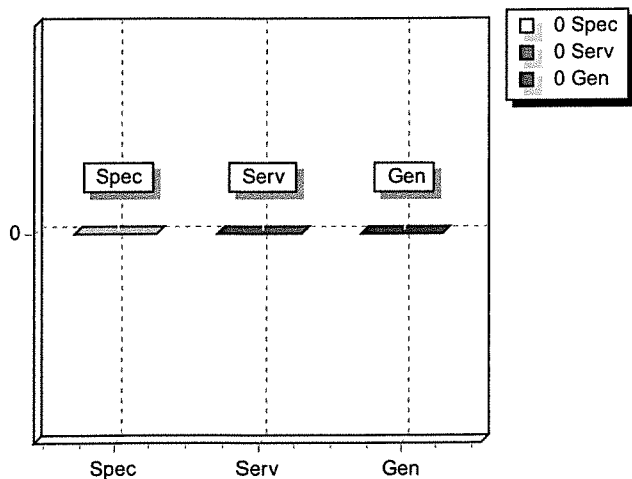 0 Spec
0 Serv
0 Gen
Spec Serv Gen
0
Spec Serv Gen